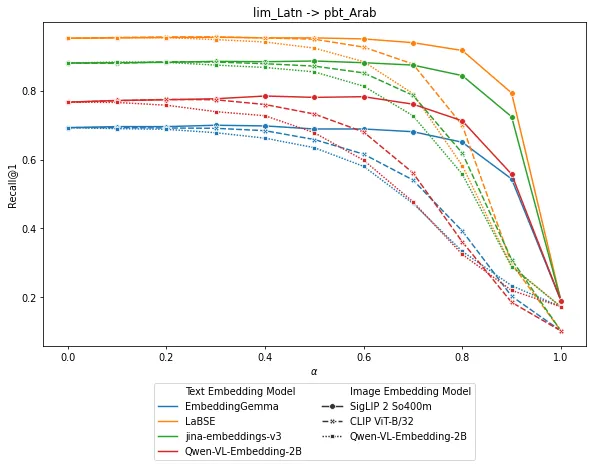 lim_Latn -> pbt_Arab
Recall@1
0.8
0.6
0.4
0.2
0.0 0.2 0.4 0.6 0.8 1.0
α
Text Embedding Model Image Embedding Model
EmbeddingGemma SigLIP 2 So400m
LaBSE CLIP ViT-B/32
jina-embeddings-v3 Qwen-VL-Embedding-2B
Qwen-VL-Embedding-2B